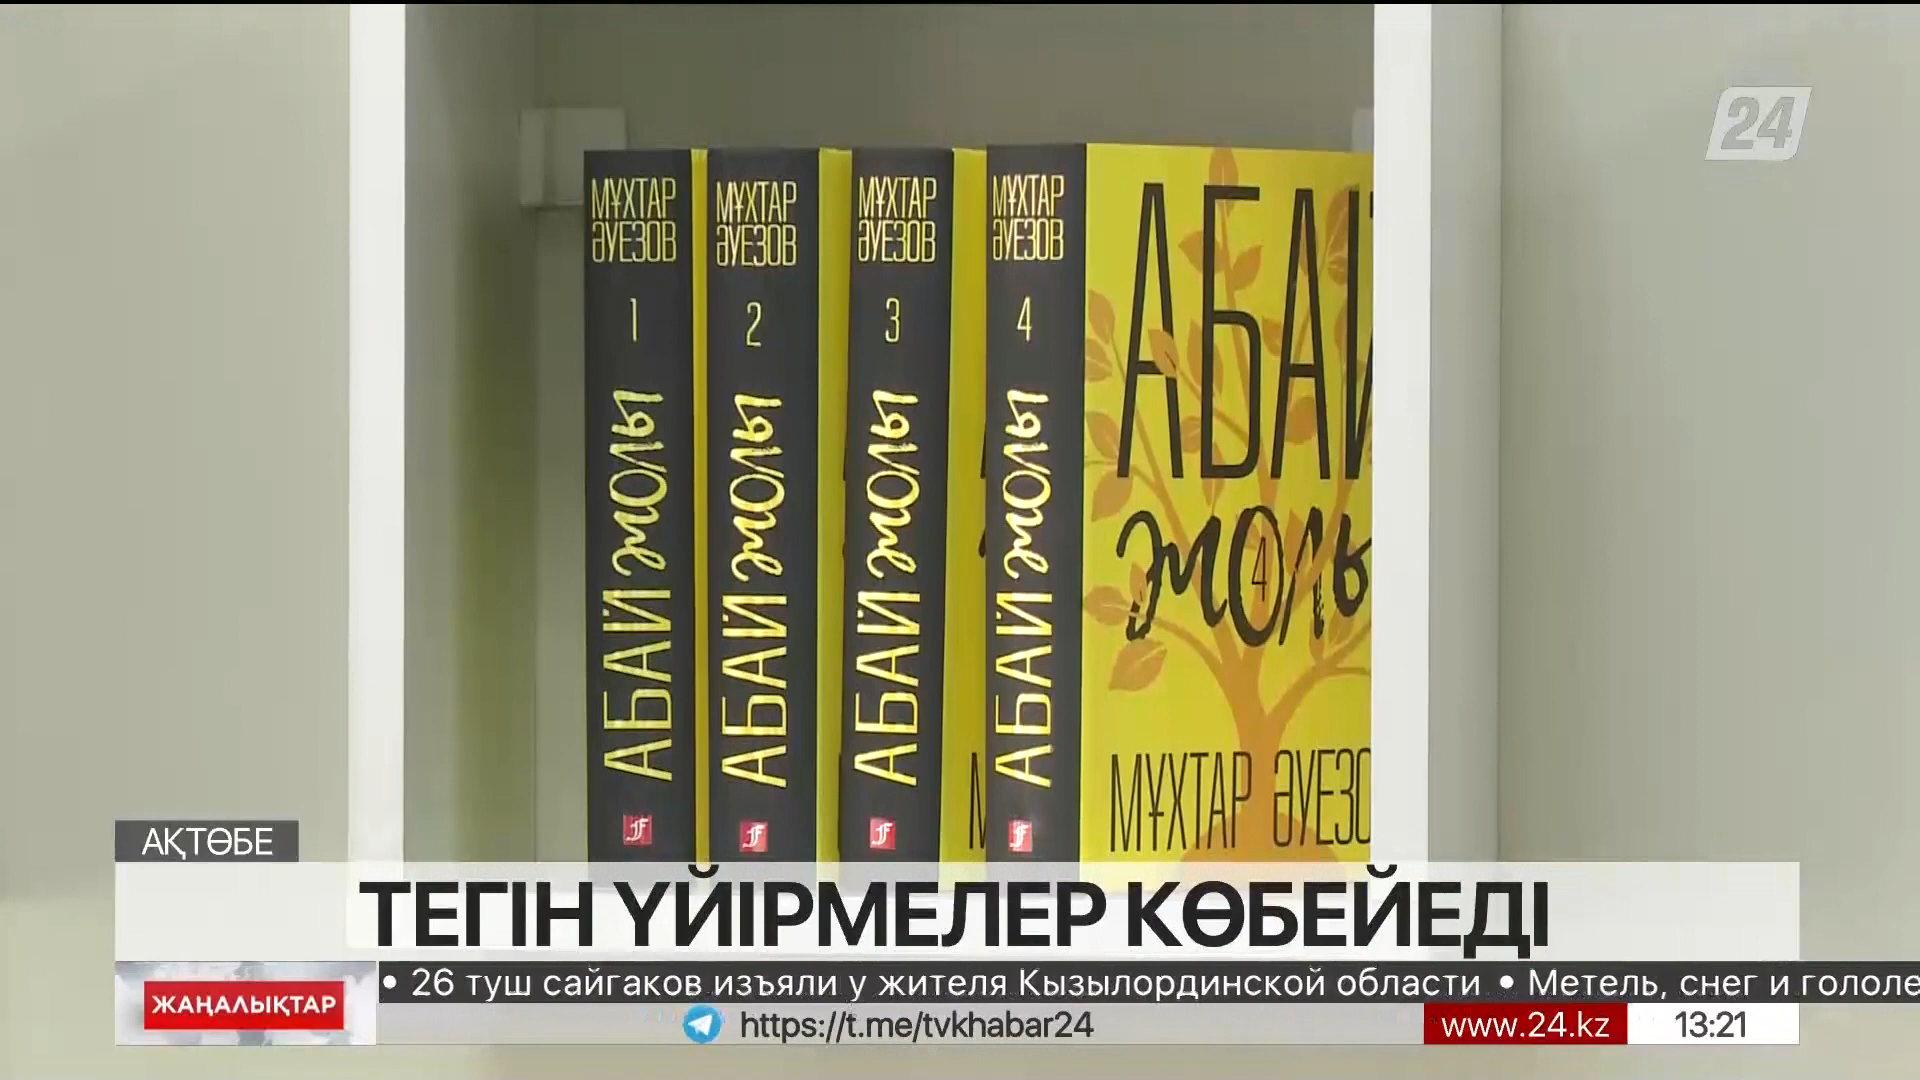 24
МҰХТАР
ӘУЕЗОВ
1
АБАЙ жолы
МҰХТАР
ӘУЕЗОВ
2
АБАЙ жолы
МҰХТАР
ӘУЕЗОВ
3
АБАЙ жолы
МҰХТАР
ӘУЕЗОВ
4
АБАЙ жолы
АБАЙ
жолы
4
МҰХТАР ӘУЕЗО
АҚТӨБЕ
ТЕГІН ҮЙІРМЕЛЕР КӨБЕЙЕДІ
• 26 туш сайгаков изъяли у жителя Кызылординской области • Метель, снег и гололе
ЖАҢАЛЫҚТАР
https://t.me/tvkhabar24
www.24.kz
13:21